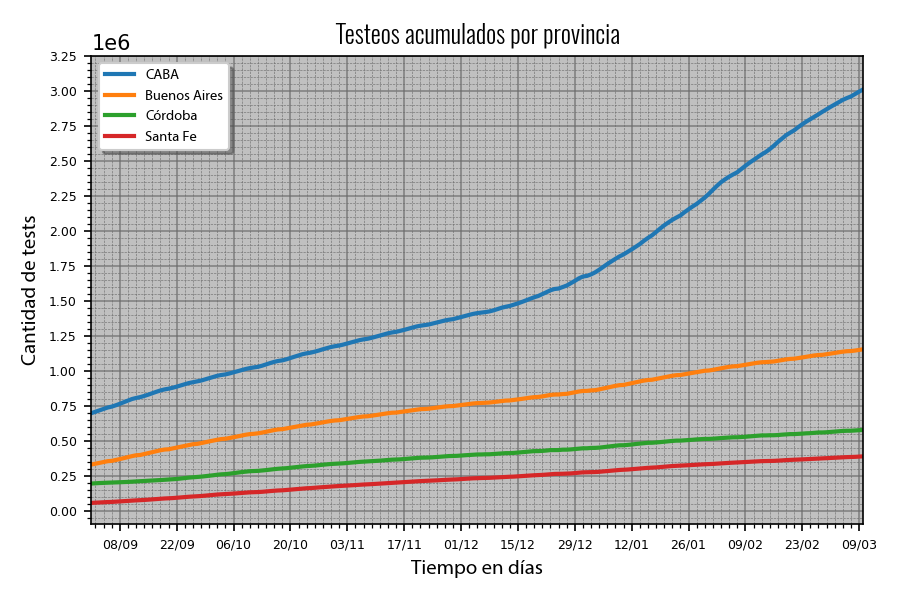 Testeos acumulados por provincia
1e6
3.25
3.00
2.75
2.50
2.25
2.00
1.75
1.50
1.25
1.00
0.75
0.50
0.25
0.00
Cantidad de tests
CABA
Buenos Aires
Córdoba
Santa Fe
08/09 22/09 06/10 20/10 03/11 17/11 01/12 15/12 29/12 12/01 26/01 09/02 23/02 09/03
Tiempo en días